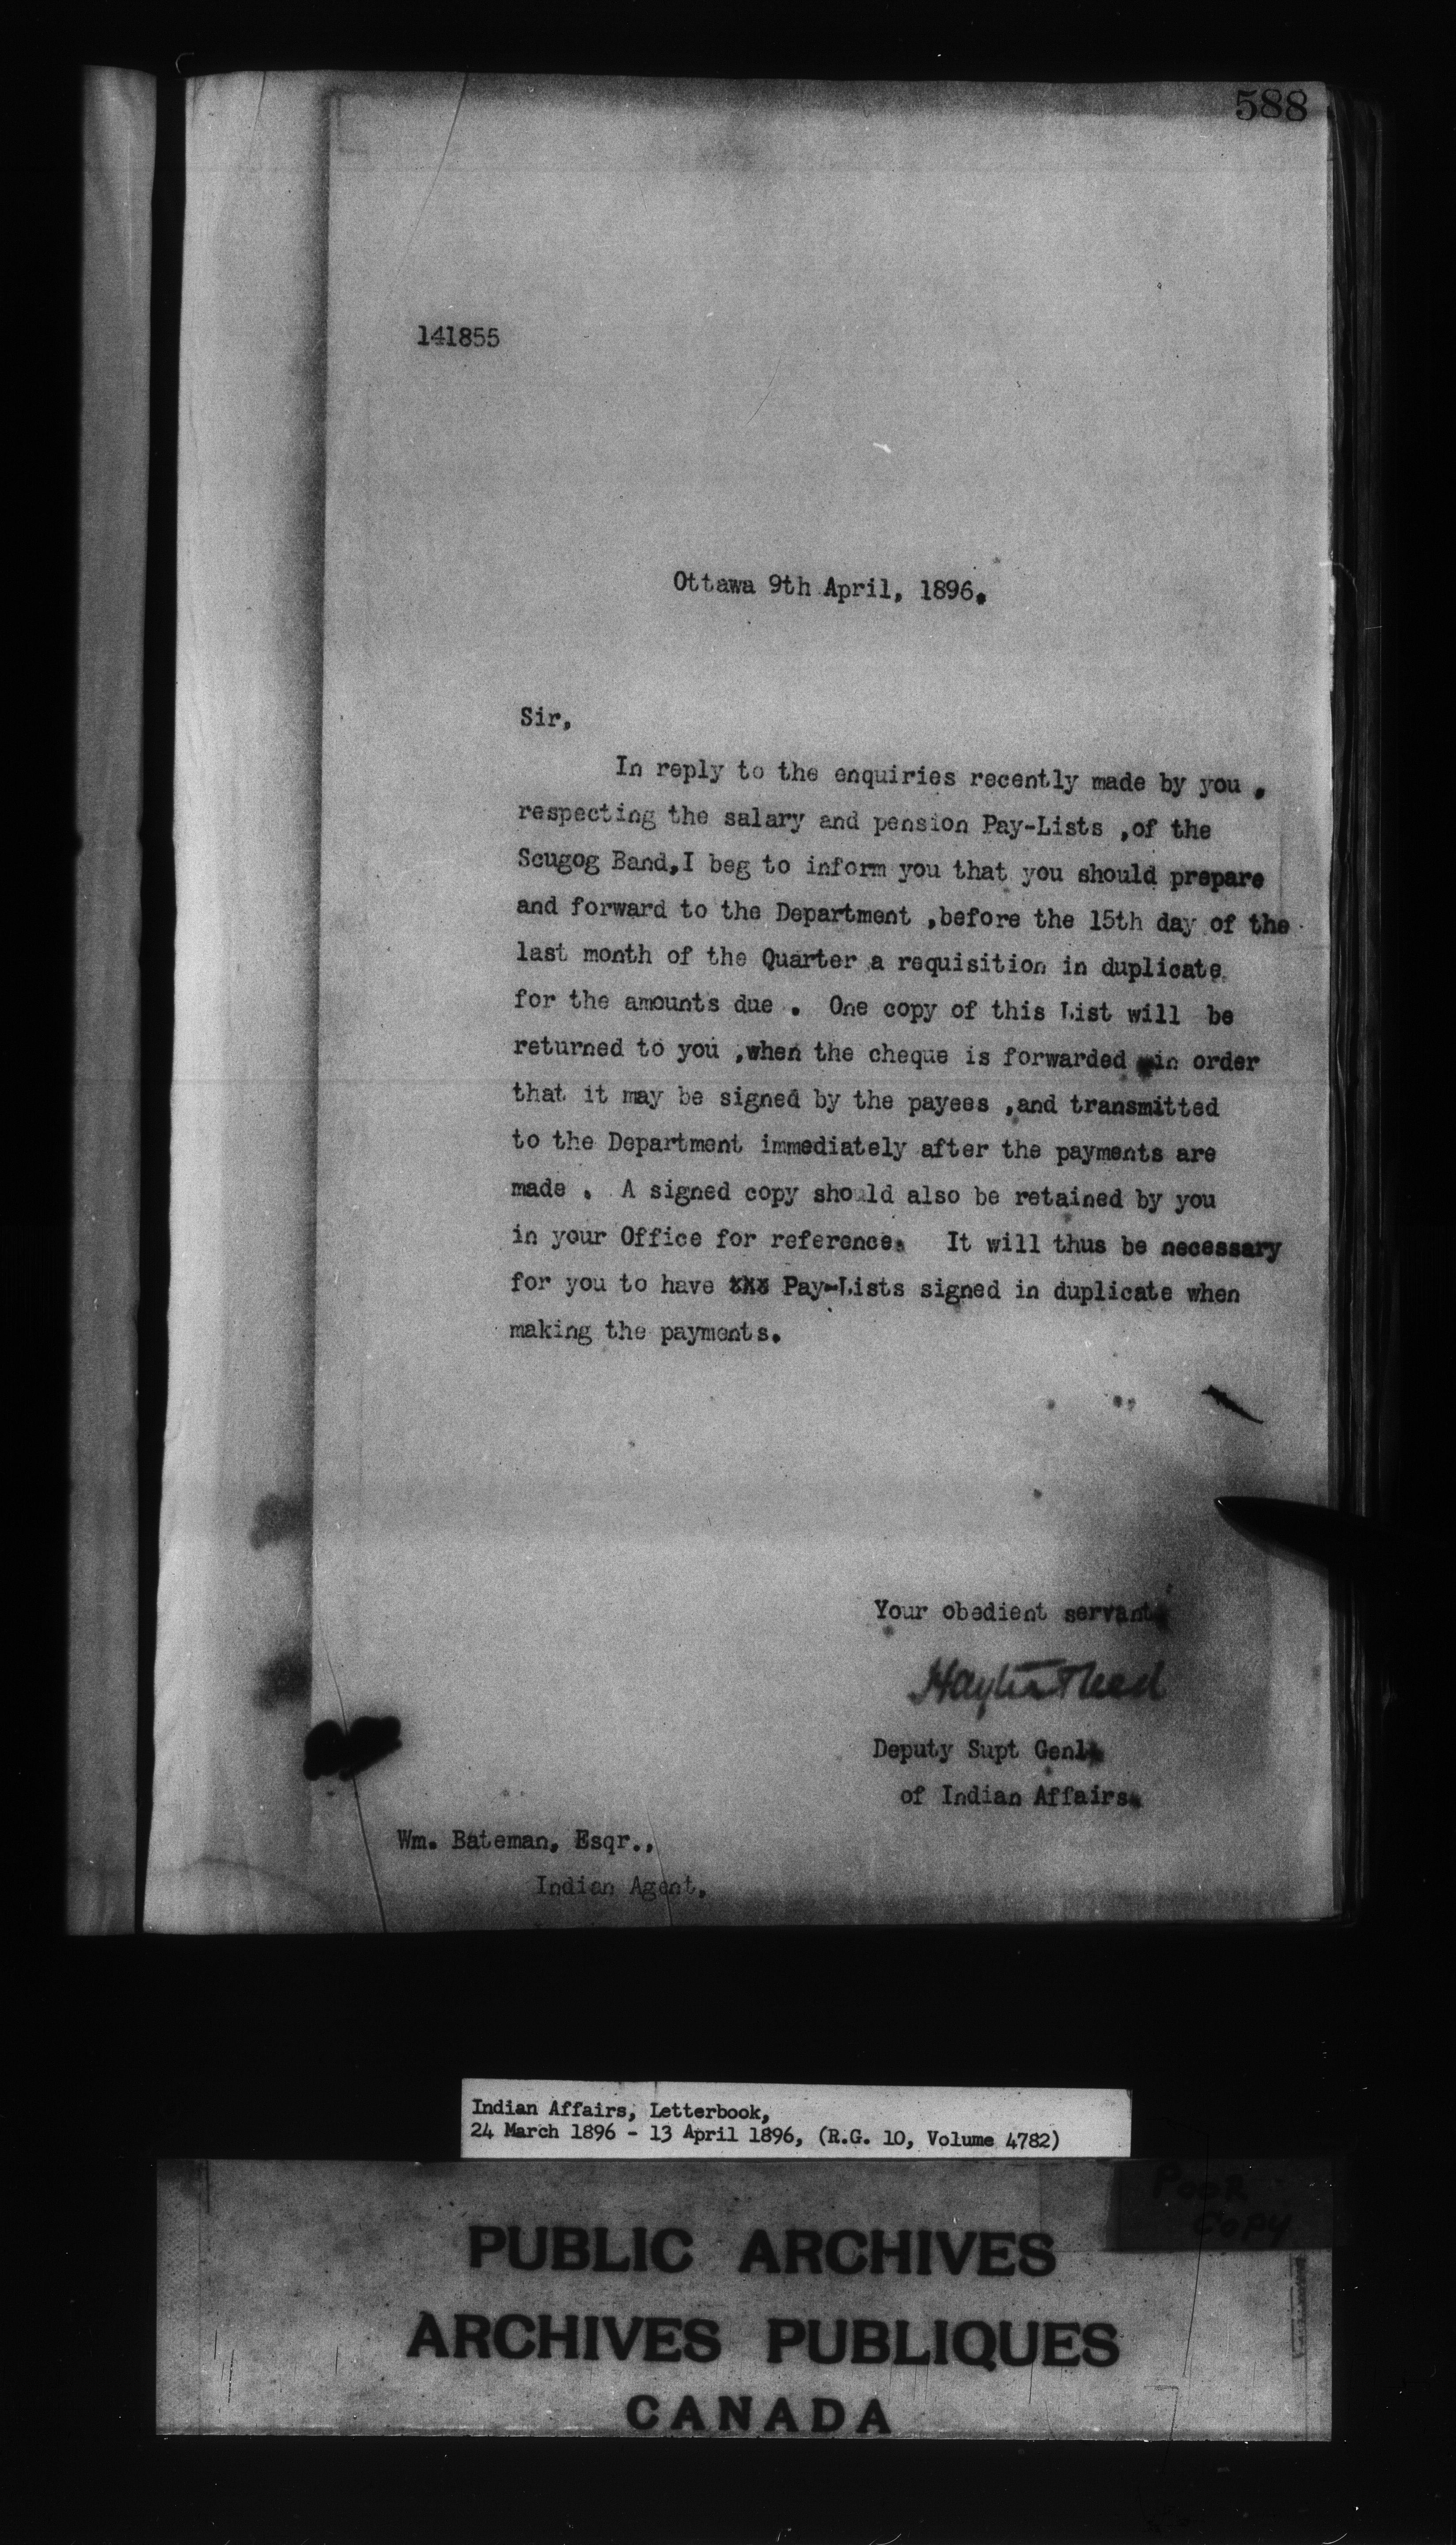 588
141855
Ottawa 9th April, 1896.
Sir,
In reply to the enquiries recently made by you ,
respecting the salary and pension Pay-Lists ,of the
Scugog Band,I beg to inform you that you should prepare
and forward to the Department ,before the 15th day of the
last month of the Quarter a requisition in duplicate
for the amounts due . One copy of this List will be
returned to you ,when the cheque is forwarded in order
that it may be signed by the payees ,and transmitted
to the Department immediately after the payments are
made . A signed copy should also be retained by you
in your Office for reference. It will thus be necessary
for you to have Pay-Lists signed in duplicate when
making the payments.
Your obedient servant
Hayter Reed
Deputy Supt Genl.
of Indian Affairs.
Wm. Bateman, Esqr.,
Indian Agent.
Indian Affairs, Letterbook,
24 March 1896 - 13 April 1896, (R.G. 10, Volume 4782)
POOR
COPY
PUBLIC ARCHIVES
ARCHIVES PUBLIQUES
CANADA